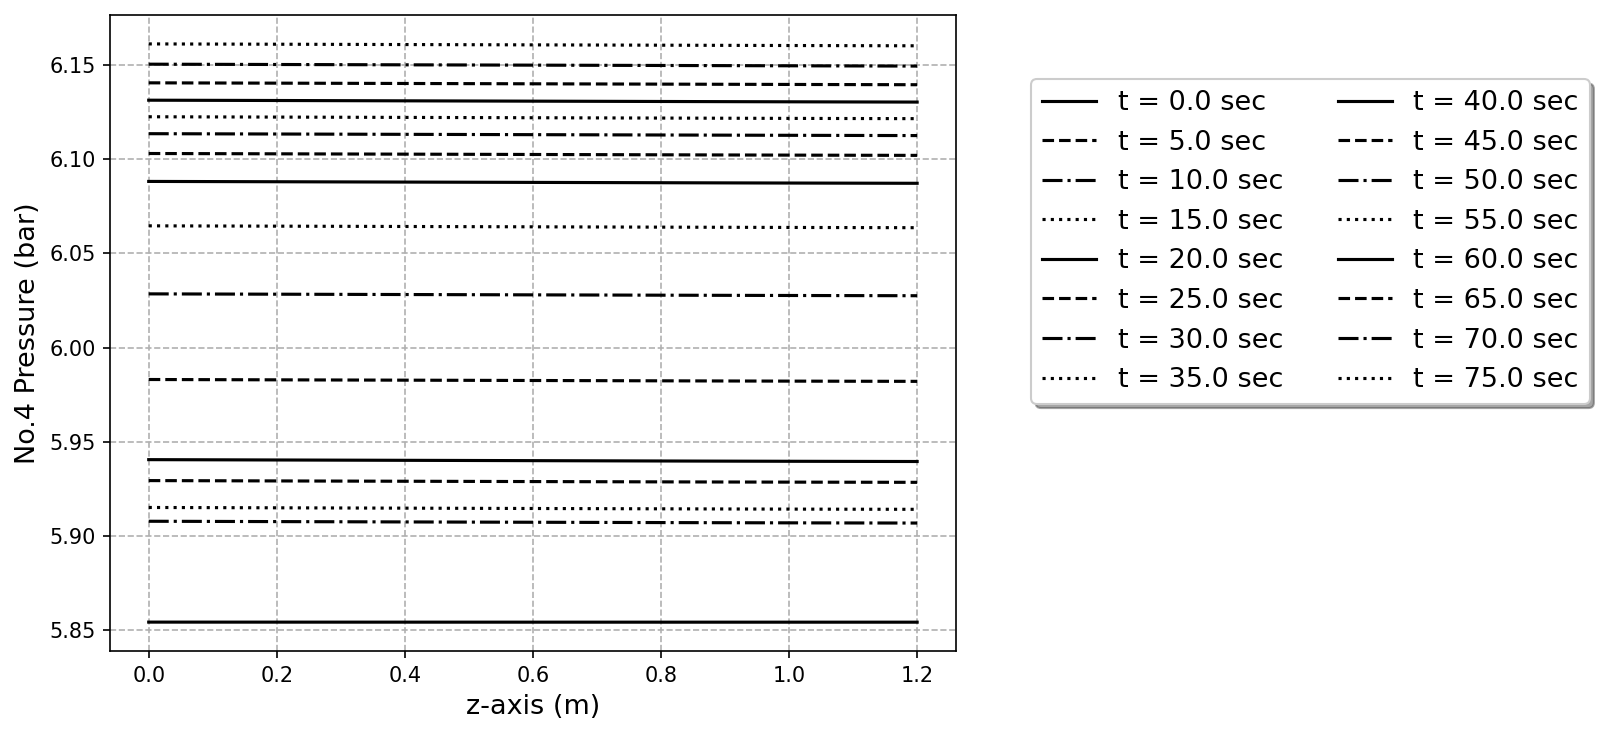 6.15
6.10
6.05
6.00
5.95
5.90
5.85
No.4 Pressure (bar)
0.0 0.2 0.4 0.6 0.8 1.0 1.2
z-axis (m)
t = 0.0 sec
t = 5.0 sec
t = 10.0 sec
t = 15.0 sec
t = 20.0 sec
t = 25.0 sec
t = 30.0 sec
t = 35.0 sec
t = 40.0 sec
t = 45.0 sec
t = 50.0 sec
t = 55.0 sec
t = 60.0 sec
t = 65.0 sec
t = 70.0 sec
t = 75.0 sec